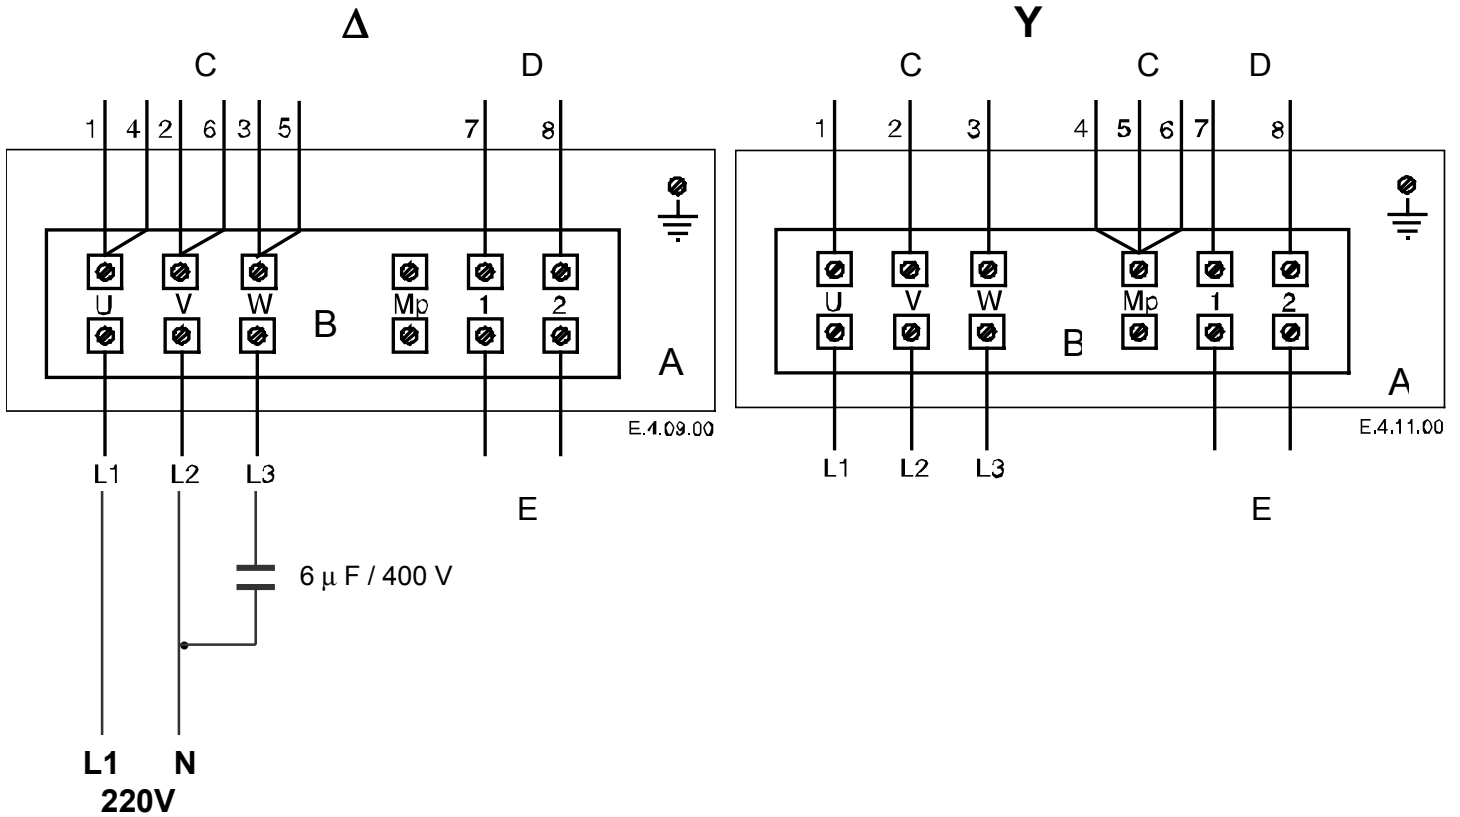 Δ
C D
1 4 2 6 3 5 7 8
U V W Mp 1 2
B
A
E.4.09.00
L1 L2 L3
E
6 μ F / 400 V
L1 N
220V
Y
C C D
1 2 3 4 5 6 7 8
U V W Mp 1 2
B
A
E.4.11.00
L1 L2 L3
E